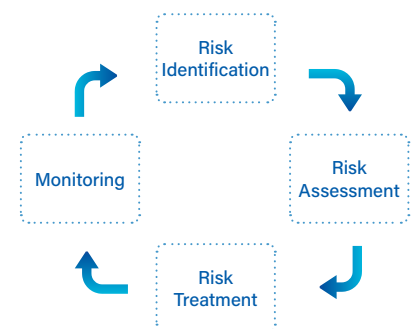 Risk
Identification
Risk
Assessment
Risk
Treatment
Monitoring